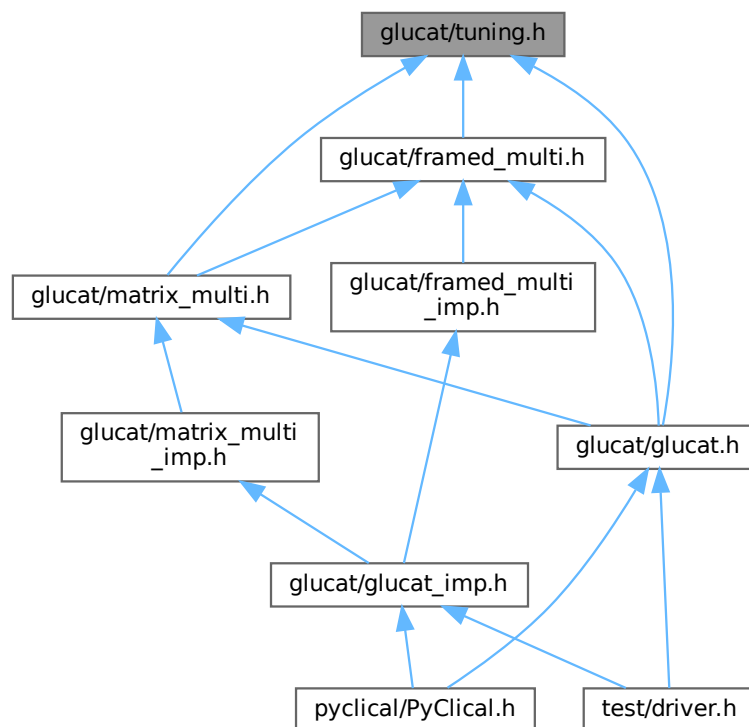 glucat/tuning.h
glucat/framed_multi.h
glucat/matrix_multi.h
glucat/framed_multi
_imp.h
glucat/matrix_multi
_imp.h
glucat/glucat.h
glucat/glucat_imp.h
pyclical/PyClical.h
test/driver.h